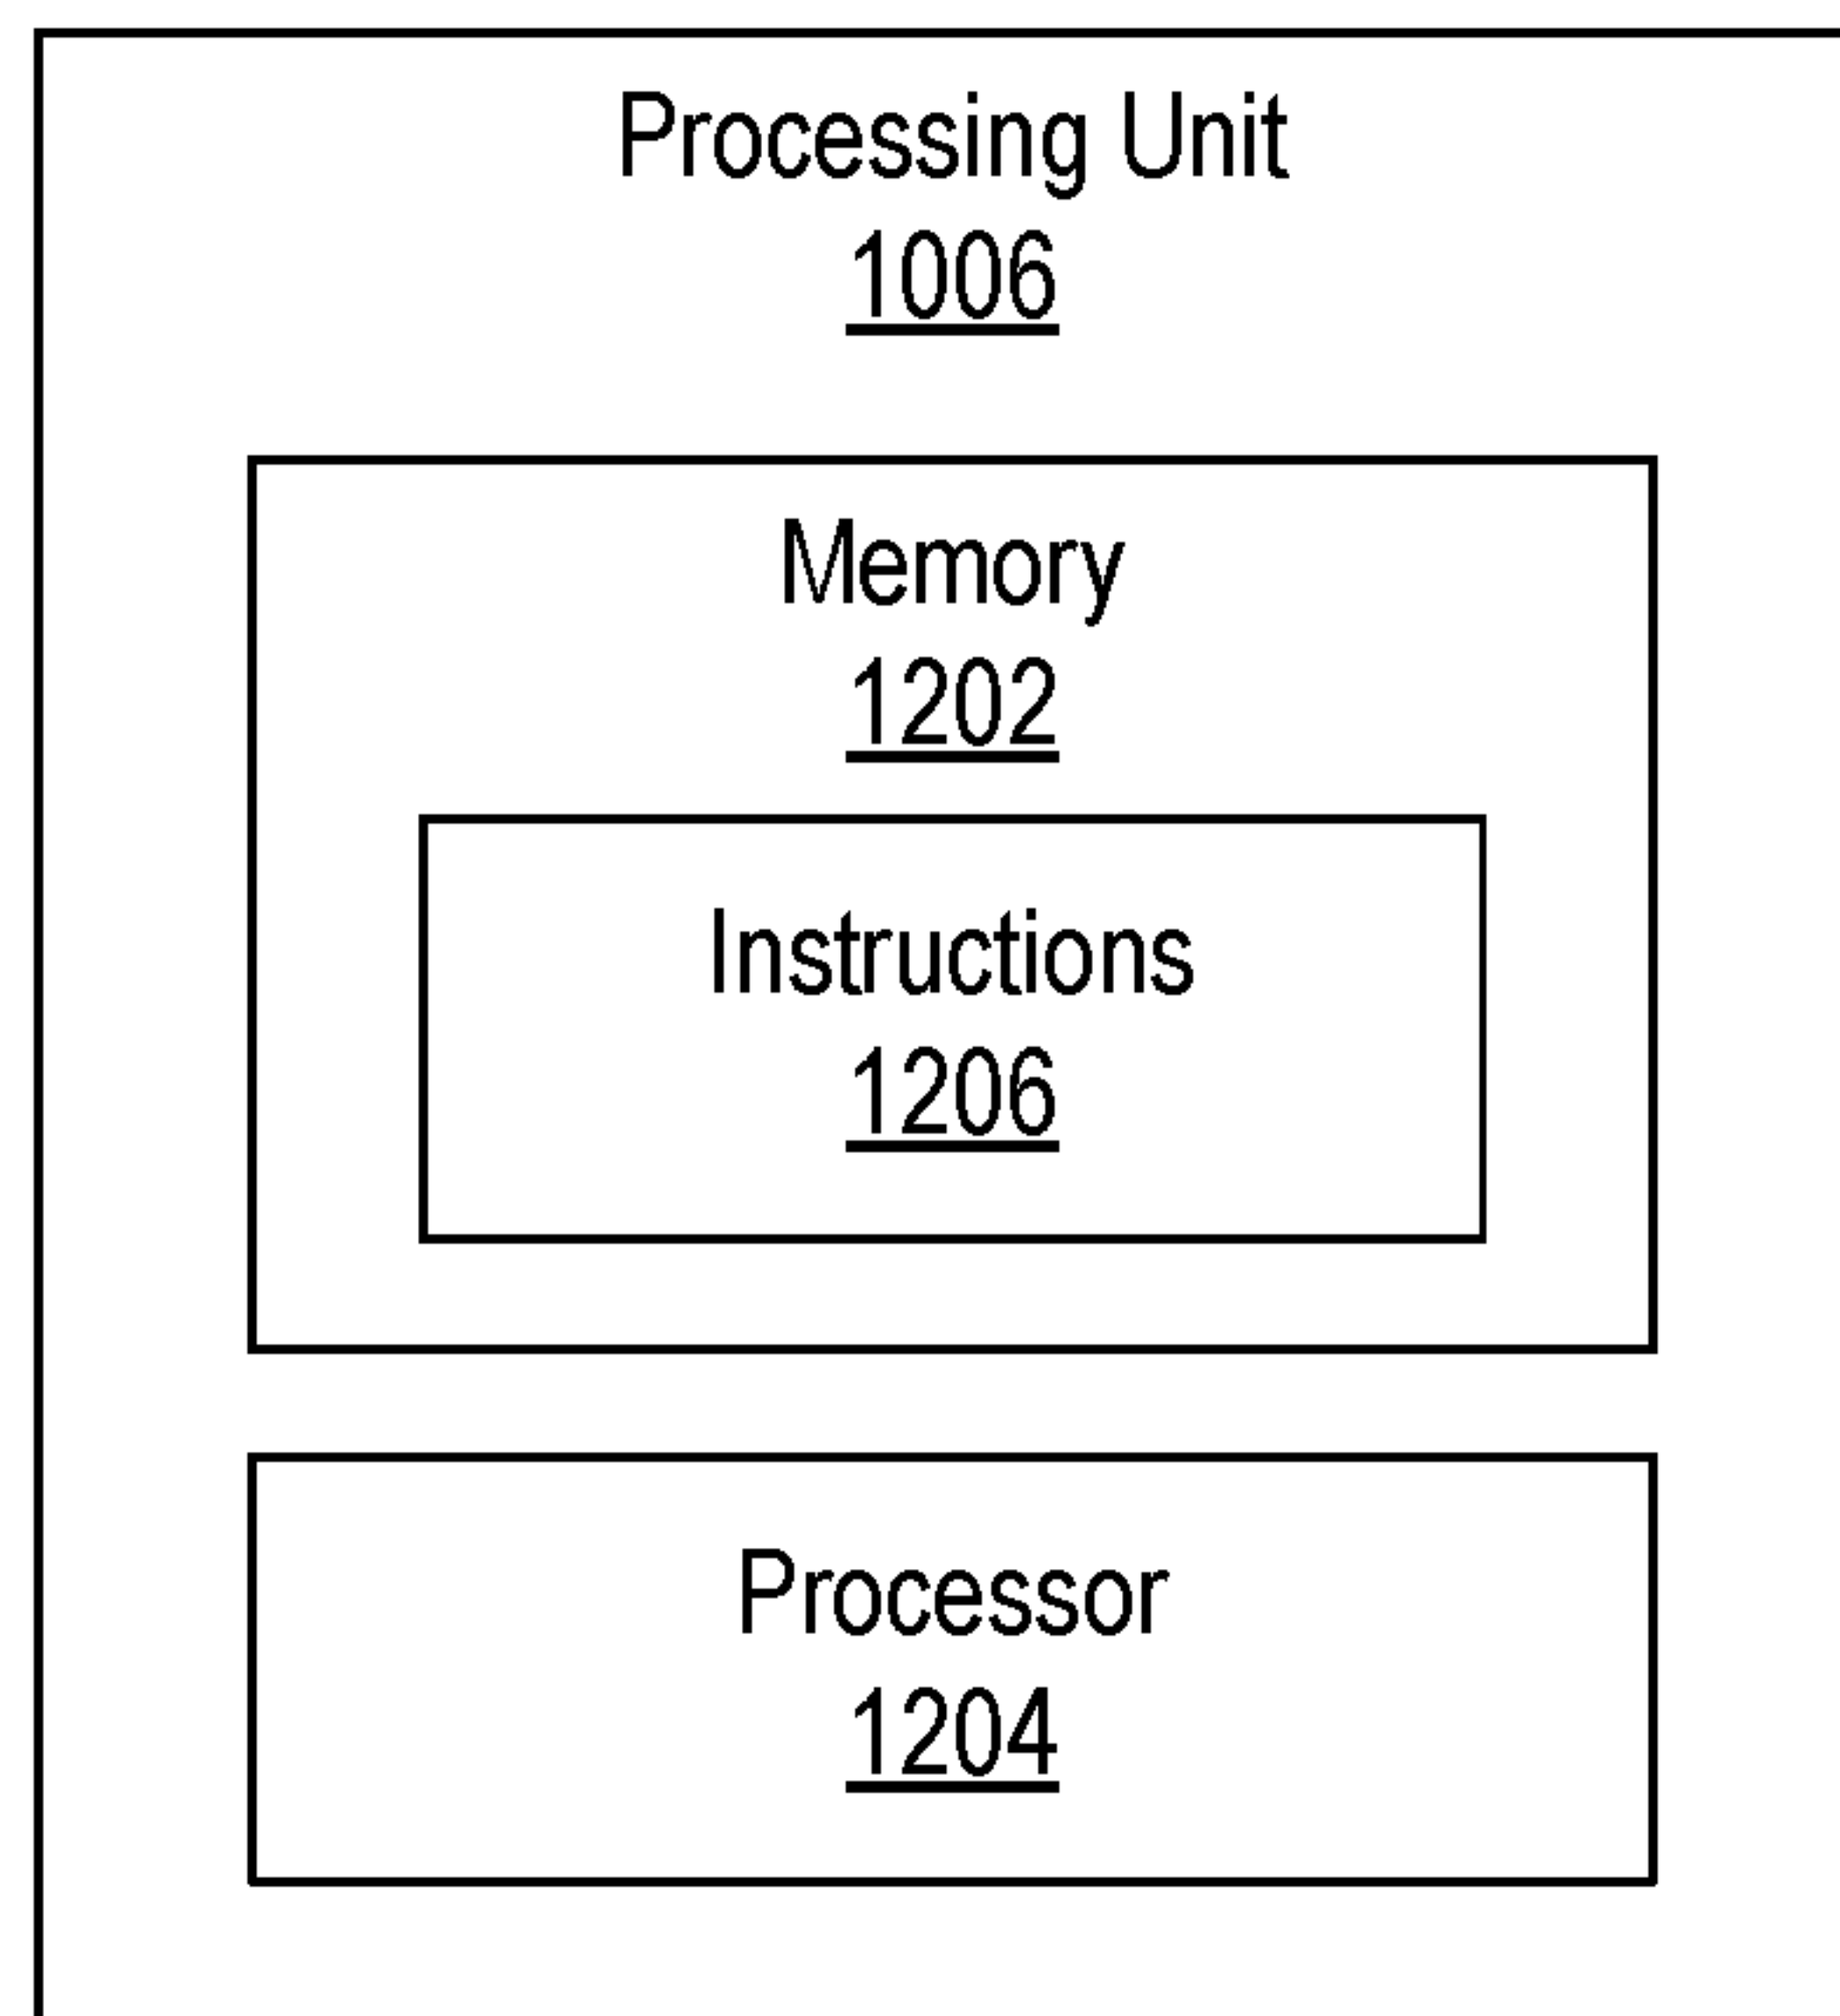 Processing Unit
1006
Memory
1202
Instructions
1206
Processor
1204